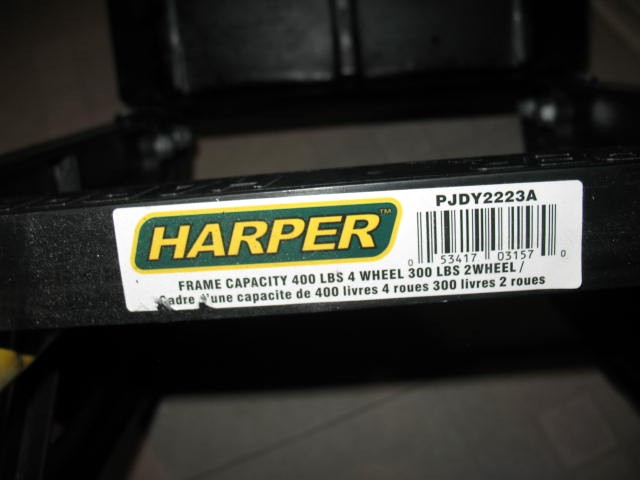 HARPER™
PJDY2223A
0 53417 03157 0
FRAME CAPACITY 400 LBS 4 WHEEL 300 LBS 2WHEEL /
Cadre d'une capacite de 400 livres 4 roues 300 livres 2 roues